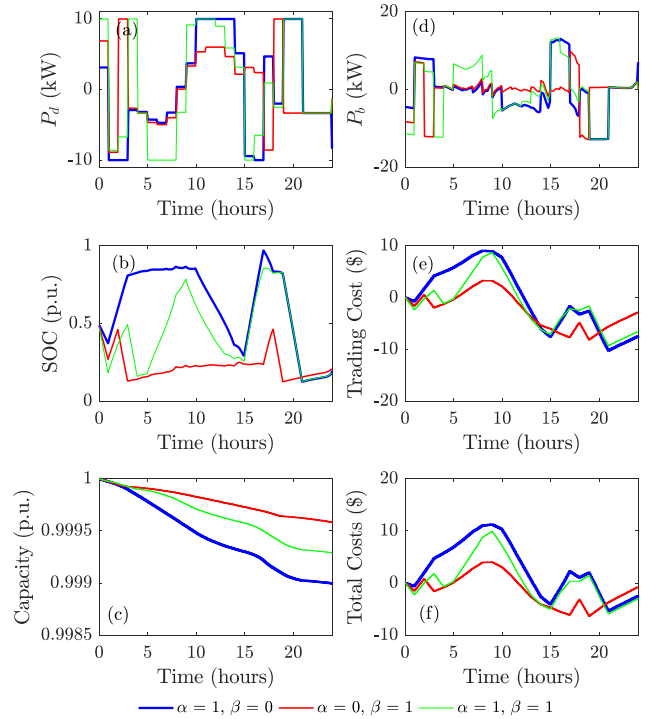 10
0
-10
P_d (kW)
(a)
0 5 10 15 20
Time (hours)
20
0
-20
P_b (kW)
(d)
0 5 10 15 20
Time (hours)
1
0.5
0
SOC (p.u.)
(b)
0 5 10 15 20
Time (hours)
10
0
-10
-20
Trading Cost ($)
(e)
0 5 10 15 20
Time (hours)
1
0.9995
0.999
0.9985
Capacity (p.u.)
(c)
0 5 10 15 20
Time (hours)
20
10
0
-10
Total Costs ($)
(f)
0 5 10 15 20
Time (hours)
α = 1, β = 0 α = 0, β = 1 α = 1, β = 1